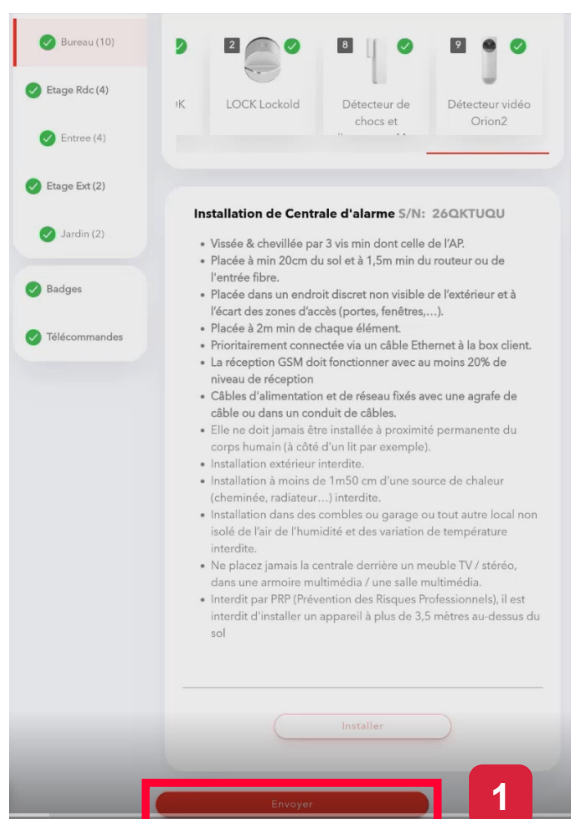 Bureau (10)
Etage Rdc (4)
Entree (4)
Etage Ext (2)
Jardin (2)
Badges
Télécommandes
2
8
9
LOCK Lockold
Détecteur de
chocs et
Détecteur vidéo
Orion2
Installation de Centrale d'alarme S/N: 26QKTUQU
• Vissée & chevillée par 3 vis min dont celle de l'AP.
• Placée à min 20cm du sol et à 1,5m min du routeur ou de
l'entrée fibre.
• Placée dans un endroit discret non visible de l'extérieur et à
l'écart des zones d'accès (portes, fenêtres,...).
• Placée à 2m min de chaque élément.
• Prioritairement connectée via un câble Ethernet à la box client.
• La réception GSM doit fonctionner avec au moins 20% de
niveau de réception
• Câbles d'alimentation et de réseau fixés avec une agrafe de
câble ou dans un conduit de câbles.
• Elle ne doit jamais être installée à proximité permanente du
corps humain (à côté d'un lit par exemple).
• Installation extérieur interdite.
• Installation à moins de 1m50 cm d'une source de chaleur
(cheminée, radiateur...) interdite.
• Installation dans des combles ou garage ou tout autre local non
isolé de l'air de l'humidité et des variation de température
interdite.
• Ne placez jamais la centrale derrière un meuble TV / stéréo,
dans une armoire multimédia / une salle multimédia.
• Interdit par PRP (Prévention des Risques Professionnels), il est
interdit d'installer un appareil à plus de 3,5 mètres au-dessus du
sol
Installer
Envoyer
1